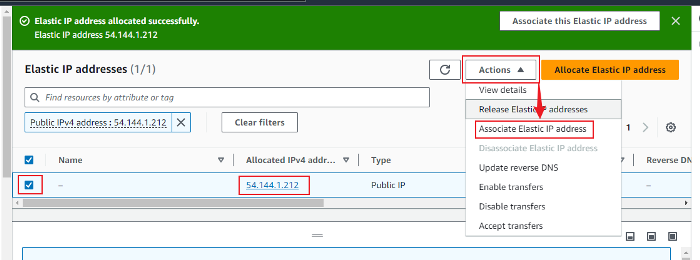 Elastic IP address allocated successfully.
Elastic IP address 54.144.1.212
Associate this Elastic IP address
Elastic IP addresses (1/1)
Actions
Allocate Elastic IP address
Find resources by attribute or tag
Public IPv4 address : 54.144.1.212
Clear filters
1
View details
Release Elastic IP addresses
Associate Elastic IP address
Disassociate Elastic IP address
Update reverse DNS
Enable transfers
Disable transfers
Accept transfers
Name
Allocated IPv4 addr...
Type
Reverse DN
–
54.144.1.212
Public IP
–